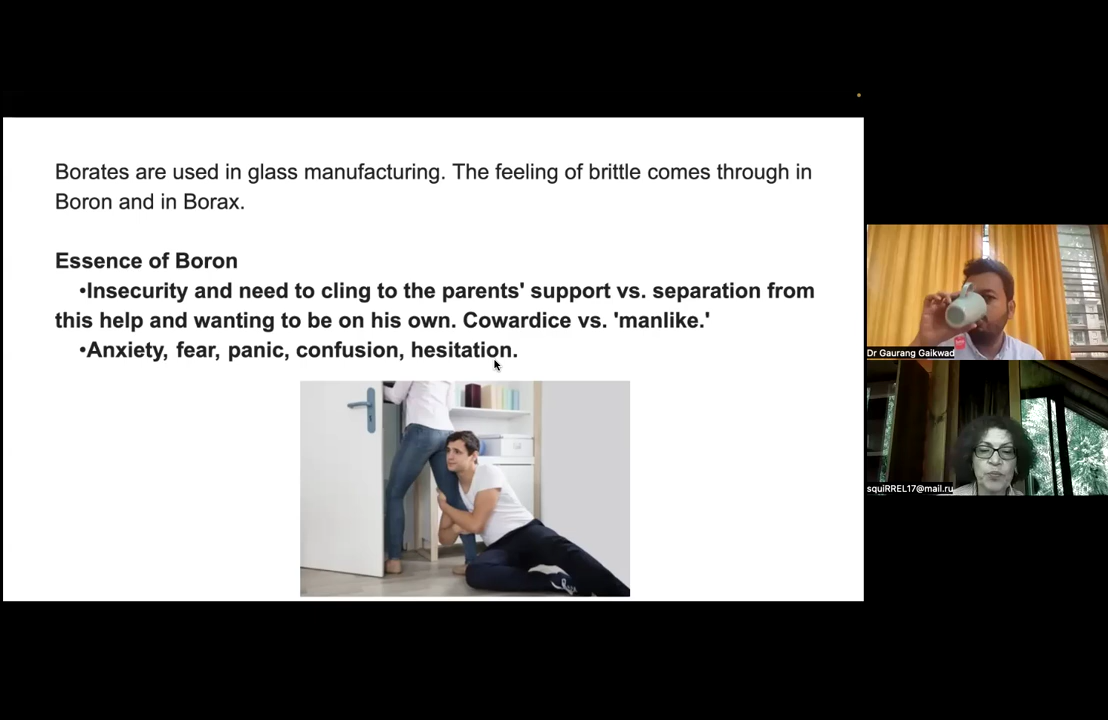 Borates are used in glass manufacturing. The feeling of brittle comes through in
Boron and in Borax.
Essence of Boron
•Insecurity and need to cling to the parents' support vs. separation from
this help and wanting to be on his own. Cowardice vs. 'manlike.'
•Anxiety, fear, panic, confusion, hesitation.
Dr Gaurang Gaikwad
squiRREL17@mail.ru